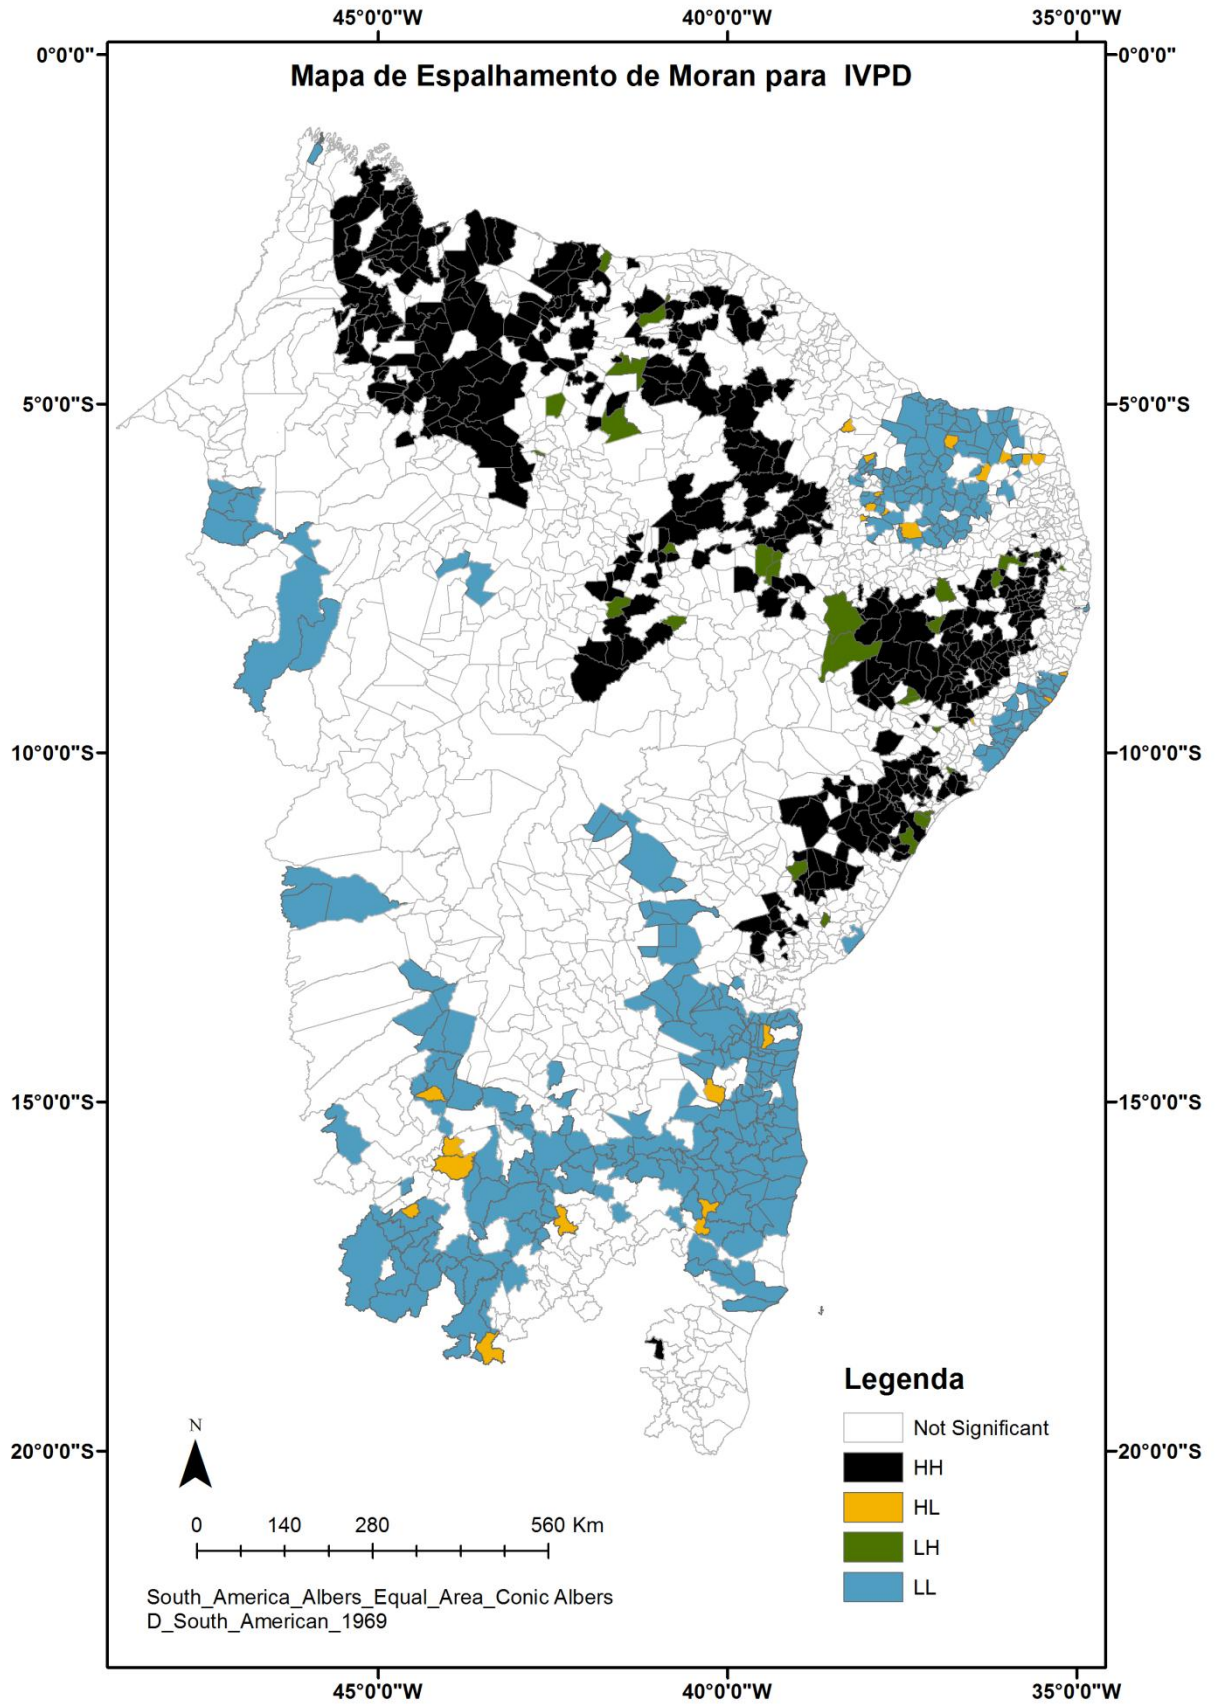 45°0'0"W 40°0'0"W 35°0'0"W
0°0'0" 0°0'0"
Mapa de Espalhamento de Moran para IVPD
5°0'0"S 5°0'0"S
10°0'0"S 10°0'0"S
15°0'0"S 15°0'0"S
Legenda
Not Significant
HH
HL
LH
LL
N
20°0'0"S 20°0'0"S
0 140 280 560 Km
South_America_Albers_Equal_Area_Conic Albers
D_South_American_1969
45°0'0"W 40°0'0"W 35°0'0"W